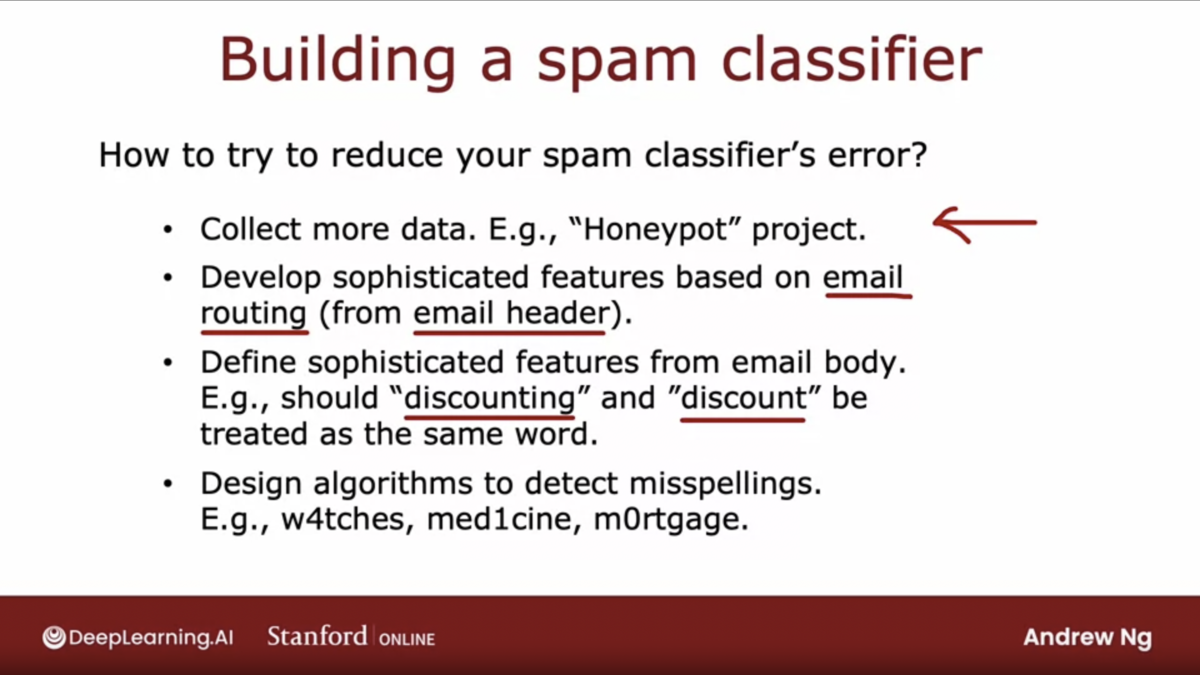 Building a spam classifier
How to try to reduce your spam classifier’s error?
• Collect more data. E.g., “Honeypot” project.
• Develop sophisticated features based on email
routing (from email header).
• Define sophisticated features from email body.
E.g., should “discounting” and ”discount” be
treated as the same word.
• Design algorithms to detect misspellings.
E.g., w4tches, med1cine, m0rtgage.
DeepLearning.AI Stanford ONLINE Andrew Ng